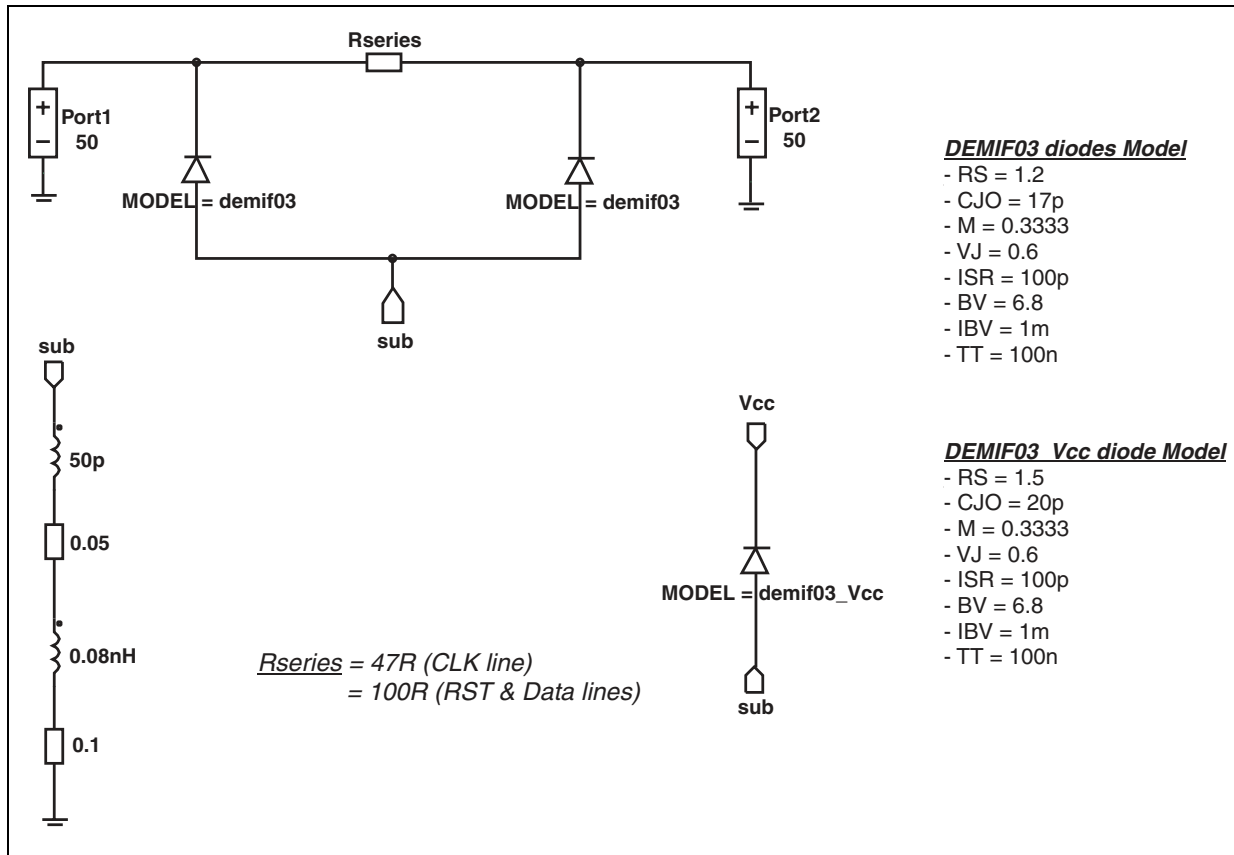 Rseries
+
−
Port1
50
+
−
Port2
50
MODEL = demif03
MODEL = demif03
sub
sub
50p
0.05
0.08nH
0.1
Rseries = 47R (CLK line)
= 100R (RST & Data lines)
Vcc
MODEL = demif03_Vcc
sub
DEMIF03 diodes Model
- RS = 1.2
- CJO = 17p
- M = 0.3333
- VJ = 0.6
- ISR = 100p
- BV = 6.8
- IBV = 1m
- TT = 100n
DEMIF03_Vcc diode Model
- RS = 1.5
- CJO = 20p
- M = 0.3333
- VJ = 0.6
- ISR = 100p
- BV = 6.8
- IBV = 1m
- TT = 100n